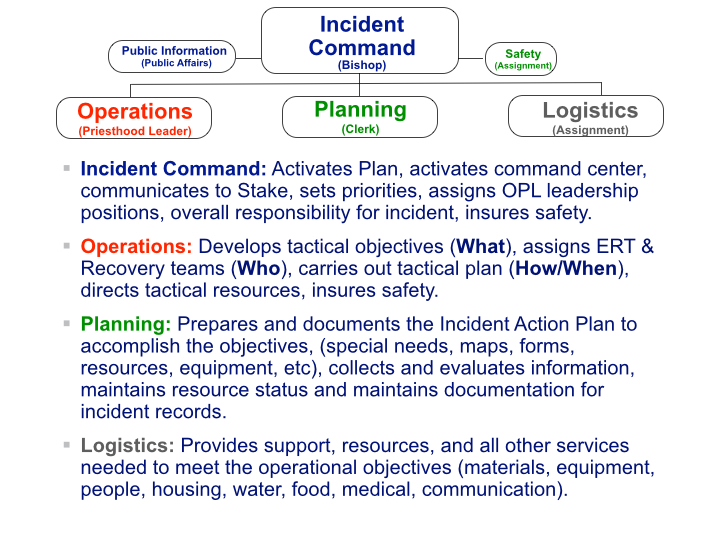 Incident
Command
(Bishop)
Public Information
(Public Affairs)
Safety
(Assignment)
Operations
(Priesthood Leader)
Planning
(Clerk)
Logistics
(Assignment)
▪ Incident Command: Activates Plan, activates command center,
communicates to Stake, sets priorities, assigns OPL leadership
positions, overall responsibility for incident, insures safety.
▪ Operations: Develops tactical objectives (What), assigns ERT &
Recovery teams (Who), carries out tactical plan (How/When),
directs tactical resources, insures safety.
▪ Planning: Prepares and documents the Incident Action Plan to
accomplish the objectives, (special needs, maps, forms,
resources, equipment, etc), collects and evaluates information,
maintains resource status and maintains documentation for
incident records.
▪ Logistics: Provides support, resources, and all other services
needed to meet the operational objectives (materials, equipment,
people, housing, water, food, medical, communication).